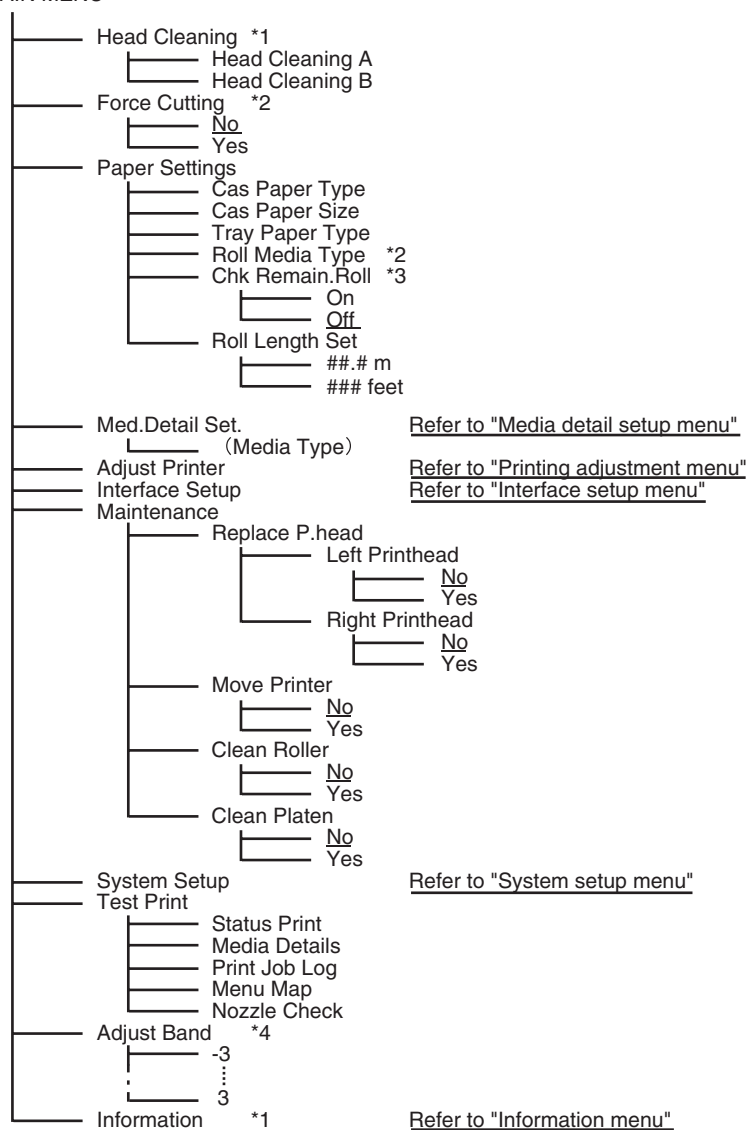 Head Cleaning *1
Head Cleaning A
Head Cleaning B
Force Cutting *2
No
Yes
Paper Settings
Cas Paper Type
Cas Paper Size
Tray Paper Type
Roll Media Type *2
Chk Remain.Roll *3
On
Off
Roll Length Set
##.# m
### feet
Med.Detail Set. Refer to "Media detail setup menu"
(Media Type)
Adjust Printer Refer to "Printing adjustment menu"
Interface Setup Refer to "Interface setup menu"
Maintenance
Replace P.head
Left Printhead
No
Yes
Right Printhead
No
Yes
Move Printer
No
Yes
Clean Roller
No
Yes
Clean Platen
No
Yes
System Setup Refer to "System setup menu"
Test Print
Status Print
Media Details
Print Job Log
Menu Map
Nozzle Check
Adjust Band *4
-3
3
Information *1 Refer to "Information menu"